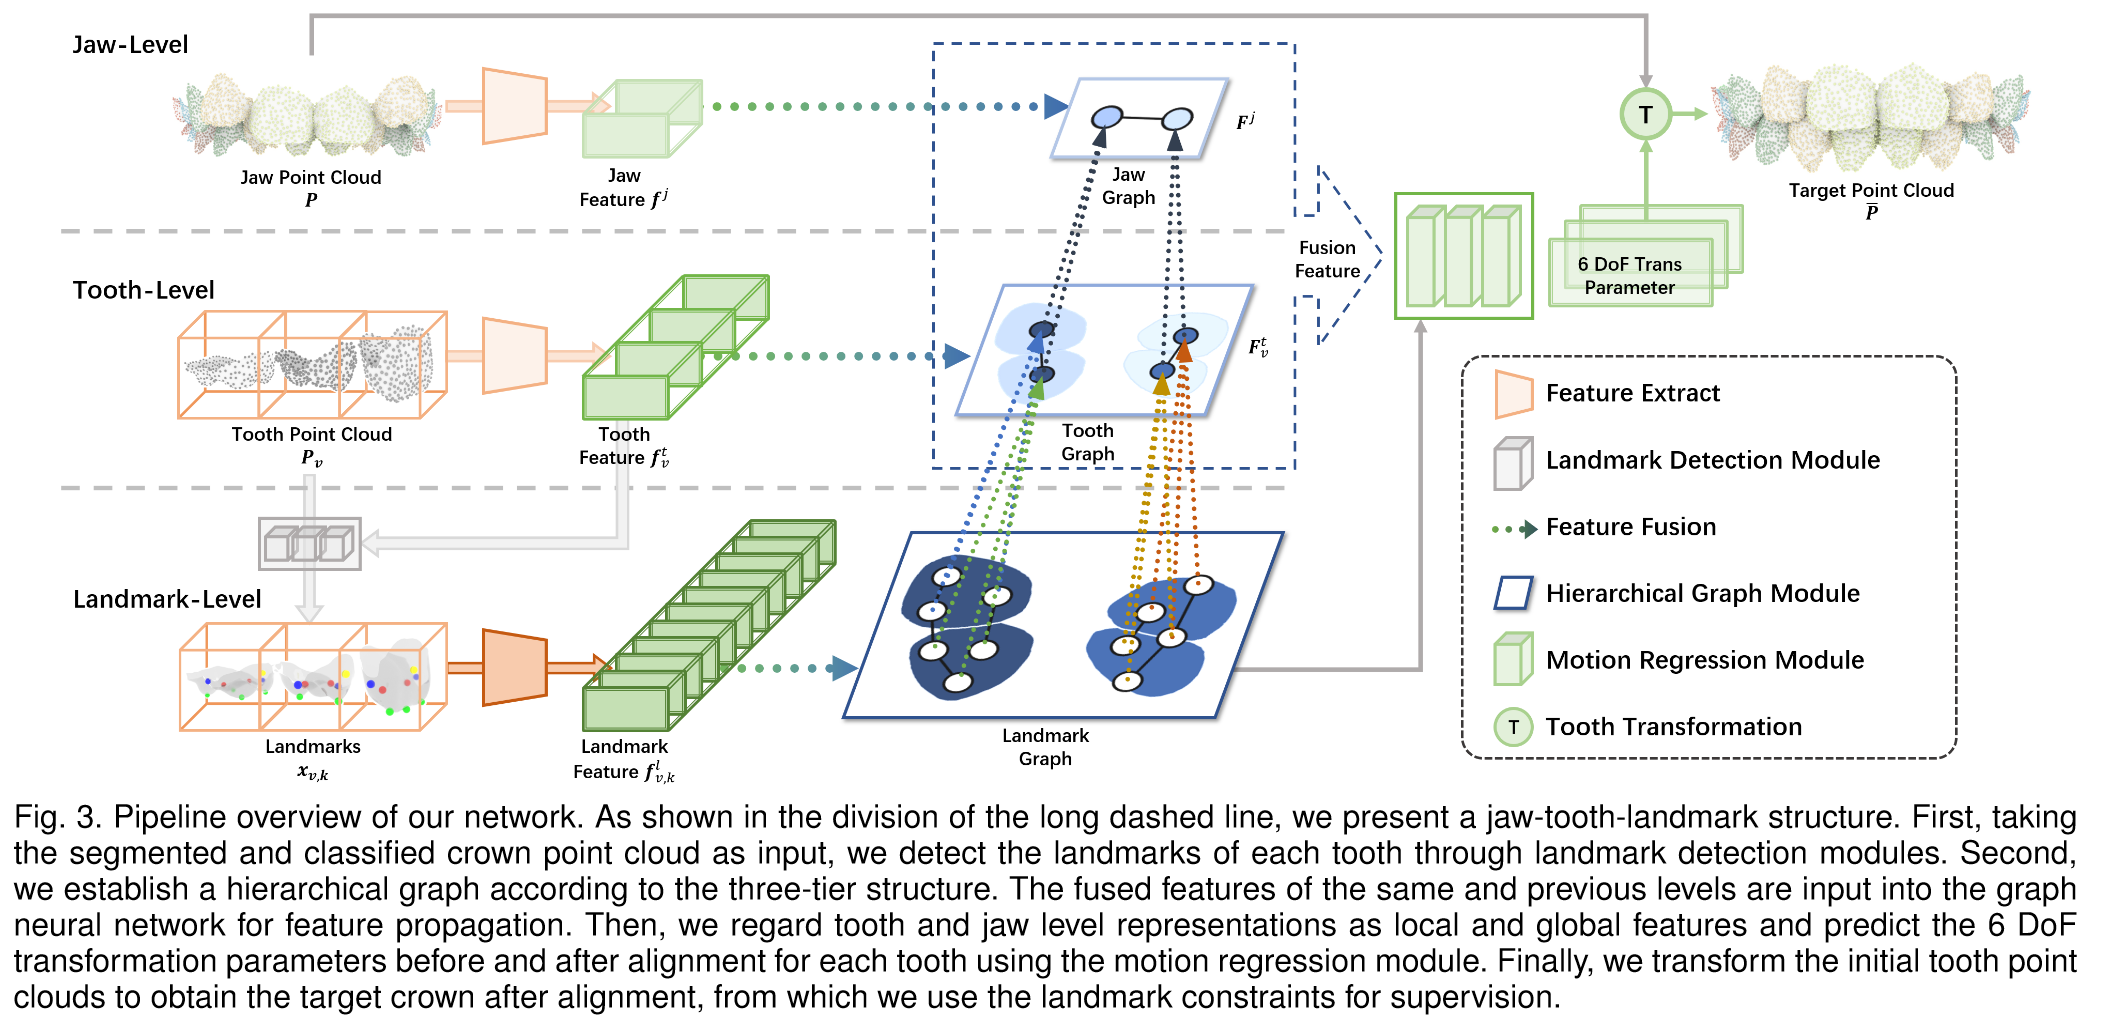 Jaw-Level
Jaw Point Cloud
P
Jaw
Feature f^j
Jaw
Graph
F^j
T
Target Point Cloud
P̅
Fusion
Feature
6 DoF Trans
Parameter
Tooth-Level
Tooth Point Cloud
P_v
Tooth
Feature f_v^t
Tooth
Graph
F_v^t
Landmark-Level
Landmarks
x_{v,k}
Landmark
Feature f_{v,k}^l
Landmark
Graph
Feature Extract
Landmark Detection Module
Feature Fusion
Hierarchical Graph Module
Motion Regression Module
T Tooth Transformation
Fig. 3. Pipeline overview of our network. As shown in the division of the long dashed line, we present a jaw-tooth-landmark structure. First, taking
the segmented and classified crown point cloud as input, we detect the landmarks of each tooth through landmark detection modules. Second,
we establish a hierarchical graph according to the three-tier structure. The fused features of the same and previous levels are input into the graph
neural network for feature propagation. Then, we regard tooth and jaw level representations as local and global features and predict the 6 DoF
transformation parameters before and after alignment for each tooth using the motion regression module. Finally, we transform the initial tooth point
clouds to obtain the target crown after alignment, from which we use the landmark constraints for supervision.